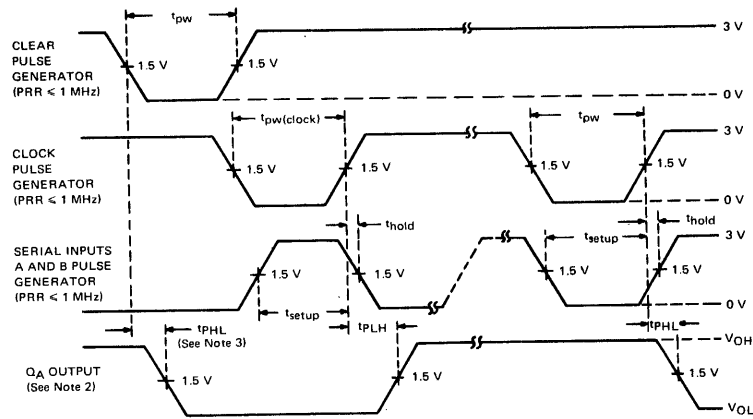 tpw
3 V
CLEAR
PULSE
GENERATOR
(PRR ≤ 1 MHz)
1.5 V
1.5 V
0 V
tpw(clock)
tpw
3 V
CLOCK
PULSE
GENERATOR
(PRR ≤ 1 MHz)
1.5 V
1.5 V
1.5 V
1.5 V
0 V
thold
thold
tsetup
3 V
SERIAL INPUTS
A AND B PULSE
GENERATOR
(PRR ≤ 1 MHz)
1.5 V
1.5 V
1.5 V
1.5 V
0 V
tsetup
tPHL
(See Note 3)
tPLH
tPHL
VOH
QA OUTPUT
(See Note 2)
1.5 V
1.5 V
1.5 V
VOL